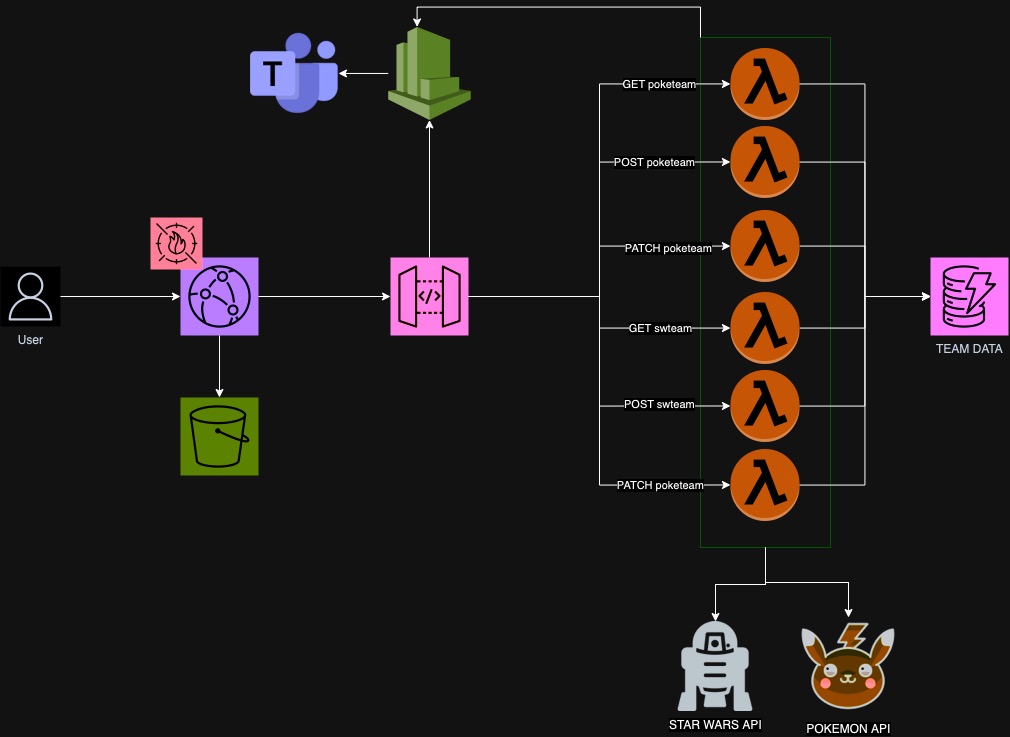 T
GET poketeam
POST poketeam
PATCH poketeam
</>
User
GET swteam
TEAM DATA
POST swteam
PATCH poketeam
STAR WARS API
POKEMON API